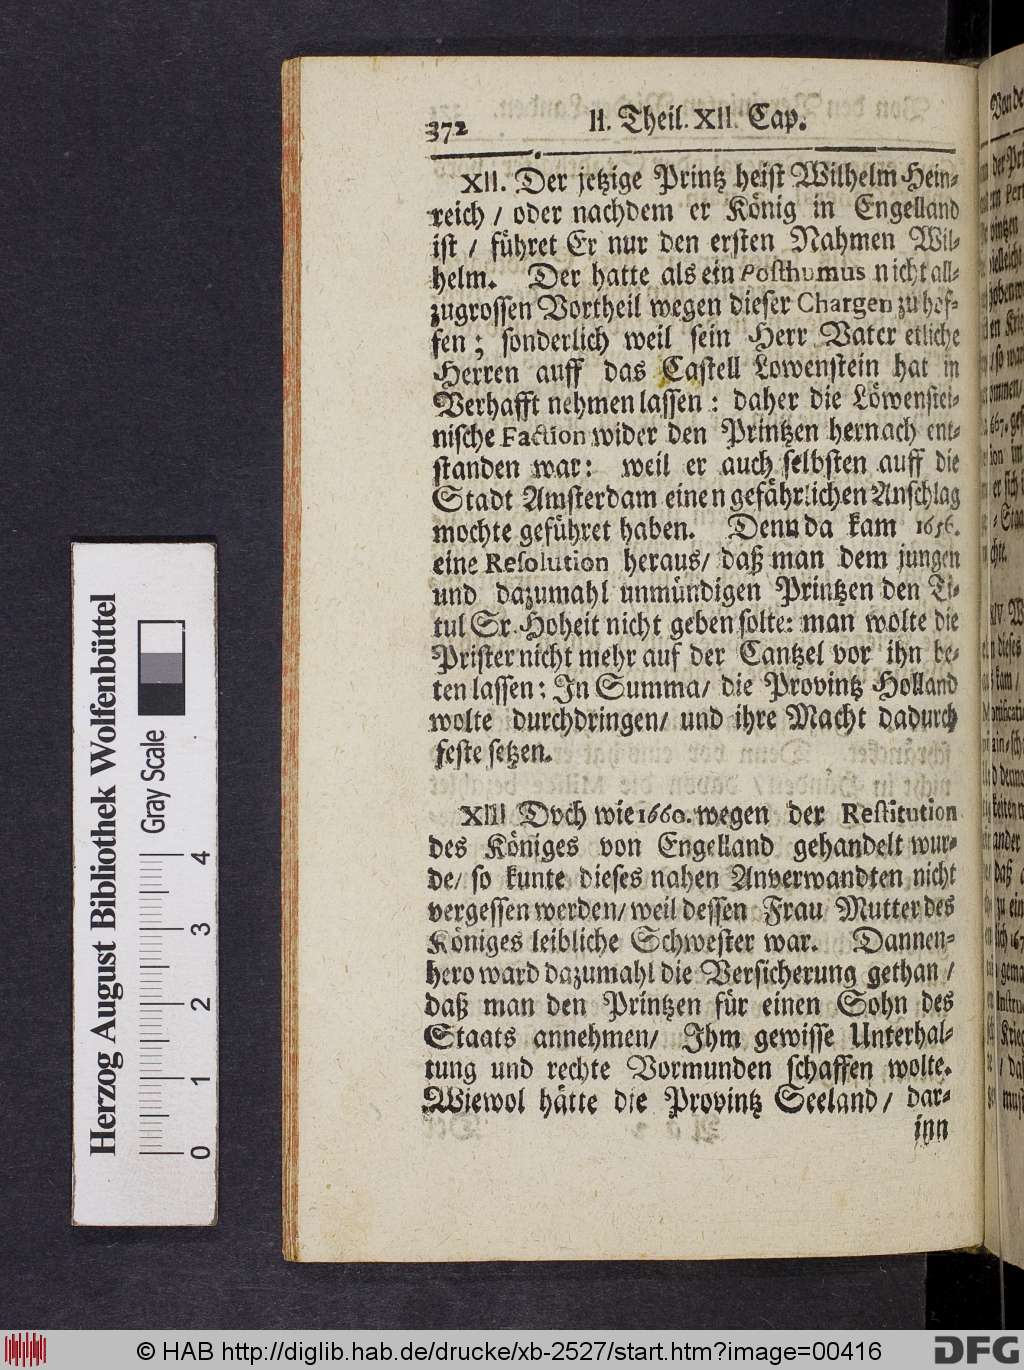 372 II. Theil. XII. Cap.
XII. Der jetzige Printz heist Wilhelm Hein-
reich / oder nachdem er König in Engelland
ist / führet Er nur den ersten Nahmen Wil-
helm. Der hatte als ein Posthumus nicht all-
zugrossen Vortheil wegen dieser Chargen zu hof-
fen; sonderlich weil sein Herr Vater etliche
Herren auff das Castell Lowenstein hat in
Verhafft nehmen lassen: daher die Löwenstei-
nische Faction wider den Printzen hernach ent-
standen war: weil er auch selbsten auff die
Stadt Amsterdam einen gefährlichen Anschlag
mochte geführet haben. Denn da kam 1656.
eine Resolution heraus/ daß man dem jungen
und dazumahl unmündigen Printzen den Ti-
tul Sr. Hoheit nicht geben solte: man wolte die
Prister nicht mehr auf der Cantzel vor ihn be-
ten lassen: In Summa/ die Provintz Holland
wolte durchdringen/ und ihre Macht dadurch
feste setzen.
XIII Doch wie 1660. wegen der Restitution
des Königes von Engelland gehandelt wur-
de/ so kunte dieses nahen Anverwandten nicht
vergessen werden/ weil dessen Frau Mutter des
Königes leibliche Schwester war. Dannen-
hero ward dazumahl die Versicherung gethan /
daß man den Printzen für einen Sohn des
Staats annehmen/ Ihm gewisse Unterhal-
tung und rechte Vormunden schaffen wolte.
Wiewol hätte die Provintz Seeland/ dar-
inn
Herzog August Bibliothek Wolfenbüttel
Gray Scale
0 1 2 3 4
© HAB http://diglib.hab.de/drucke/xb-2527/start.htm?image=00416
DFG